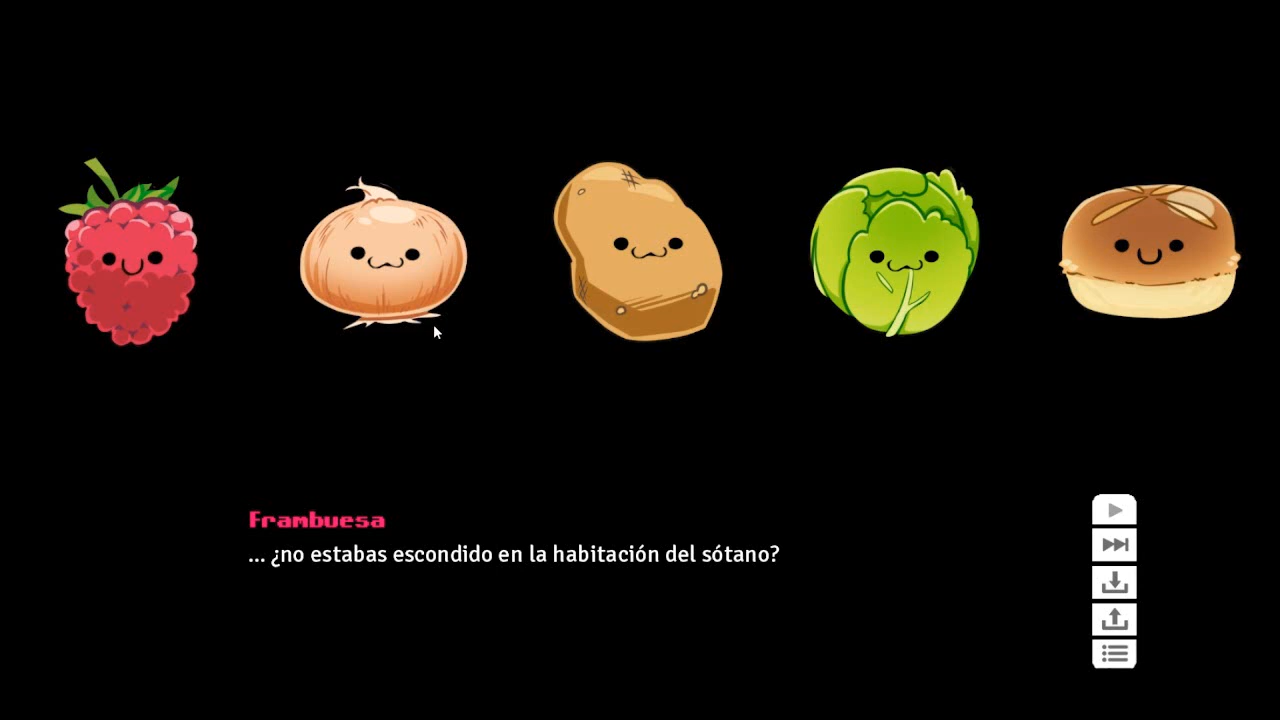 Frambuesa
... ¿no estabas escondido en la habitación del sótano?